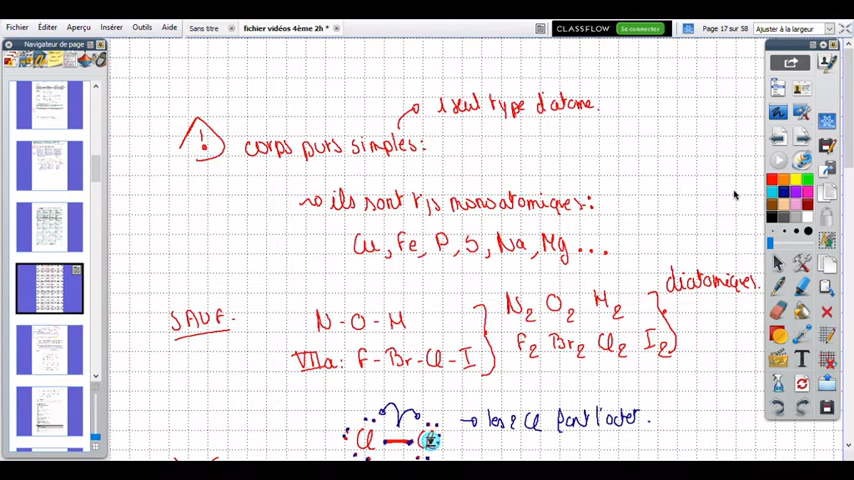 Fichier Éditer Aperçu Insérer Outils Aide
Sans titre
fichier vidéos 4ème 2h *
CLASSFLOW
Se connecter
Page 17 sur 58
Ajuster à la largeur
Navigateur de page
1 seul type d'atome.
! corps purs simples:
ils sont tjs monoatomiques:
Cu, Fe, P, S, Na, Mg ...
diatomiques.
SAUF
N - O - H
N2 O2 H2
VIIa: F - Br - Cl - I
F2 Br2 Cl2 I2
Cl — Cl
les 2 Cl font l'octet.